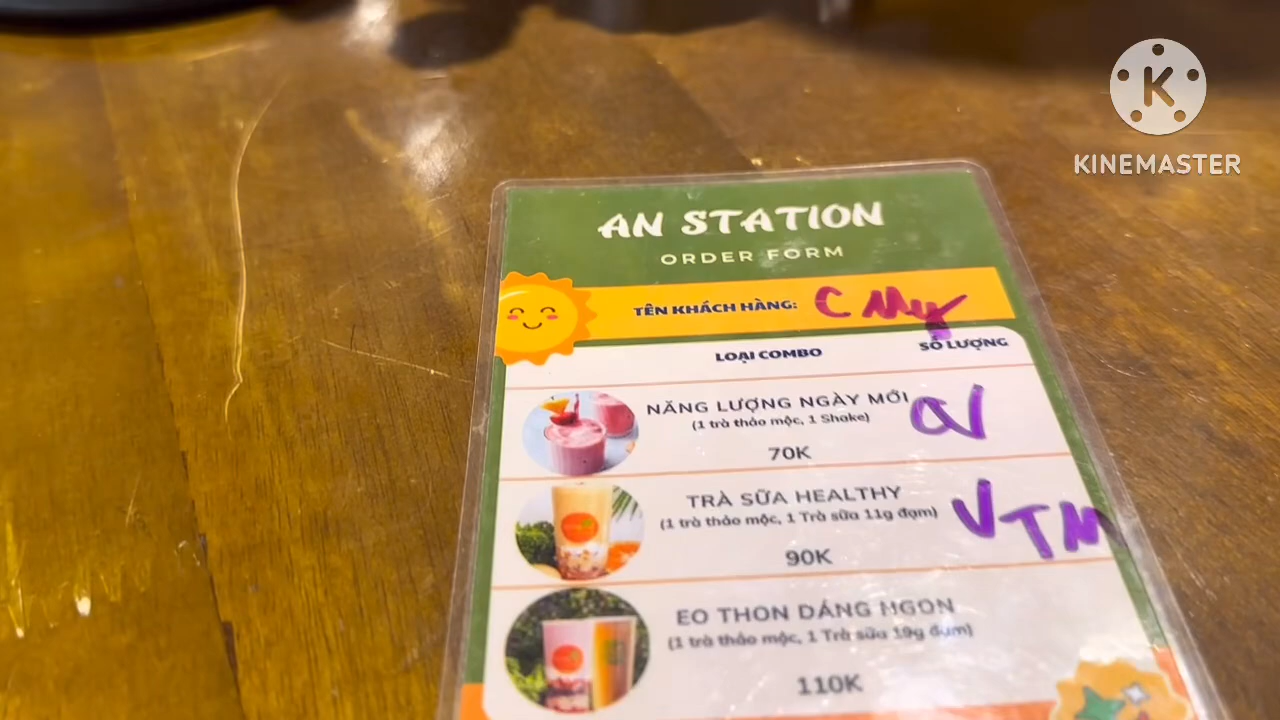 KINEMASTER
AN STATION
ORDER FORM
TÊN KHÁCH HÀNG: C My
LOẠI COMBO SỐ LƯỢNG
NĂNG LƯỢNG NGÀY MỚI
(1 trà thảo mộc, 1 Shake)
70K
TRÀ SỮA HEALTHY
(1 trà thảo mộc, 1 Trà sữa 11g đạm) VTM
90K
EO THON DÁNG NGON
(1 trà thảo mộc, 1 Trà sữa 19g đạm)
110K